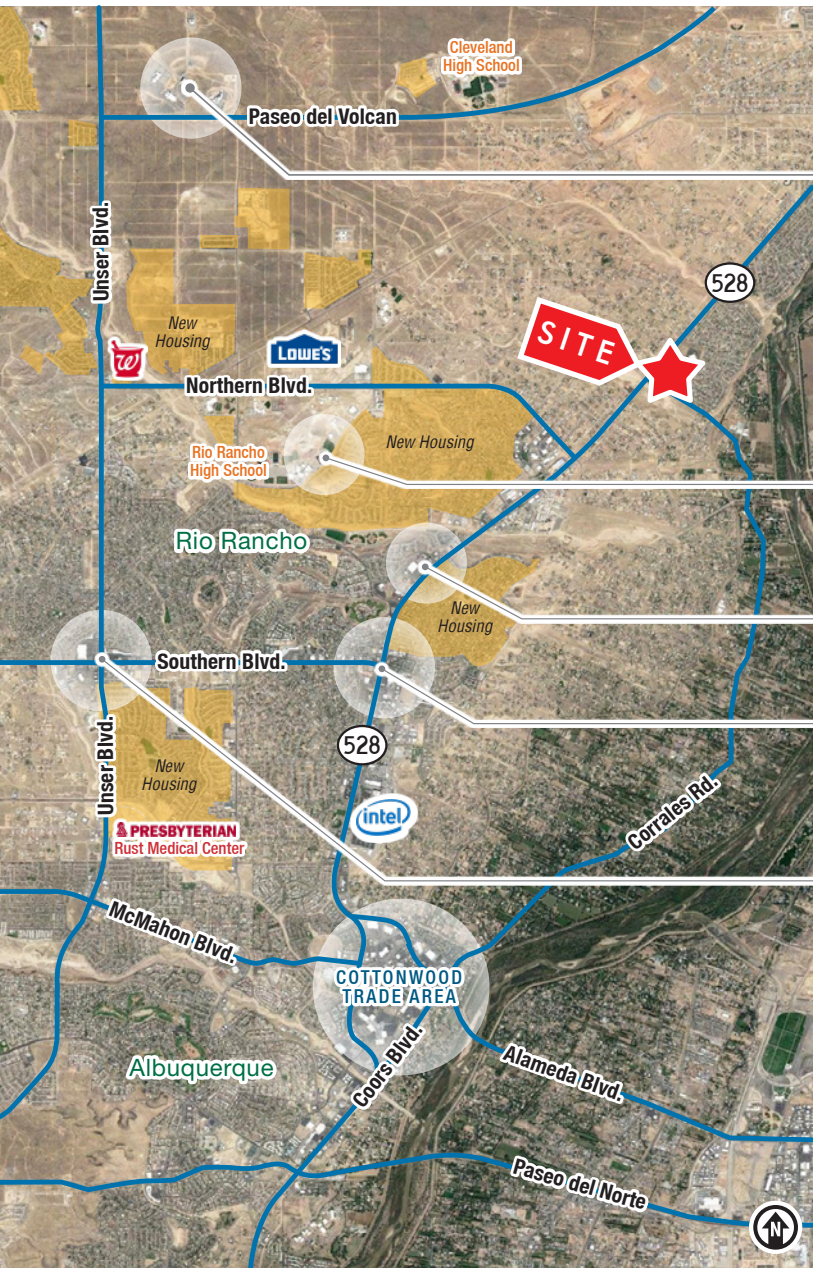 Cleveland
High School
Paseo del Volcan
Unser Blvd.
528
SITE
New
Housing
W
LOWE'S
Northern Blvd.
New Housing
Rio Rancho
High School
Rio Rancho
New
Housing
Southern Blvd.
528
Unser Blvd.
New
Housing
intel
PRESBYTERIAN
Rust Medical Center
Corrales Rd.
McMahon Blvd.
COTTONWOOD
TRADE AREA
Albuquerque
Coors Blvd.
Alameda Blvd.
Paseo del Norte
N